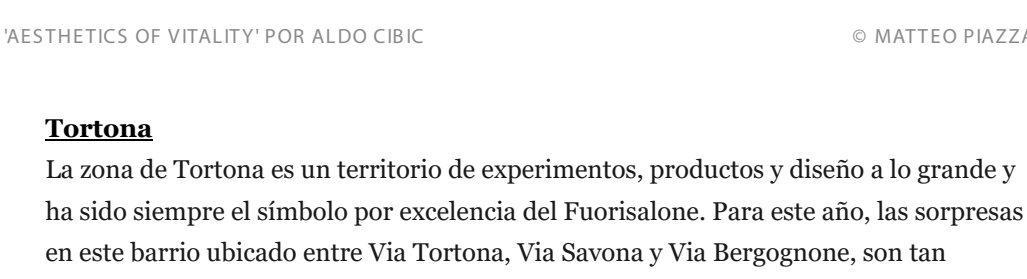 'AESTHETICS OF VITALITY' POR ALDO CIBIC © MATTEO PIAZZA
Tortona
La zona de Tortona es un territorio de experimentos, productos y diseño a lo grande y
ha sido siempre el símbolo por excelencia del Fuorisalone. Para este año, las sorpresas
en este barrio ubicado entre Via Tortona, Via Savona y Via Bergognone, son tan